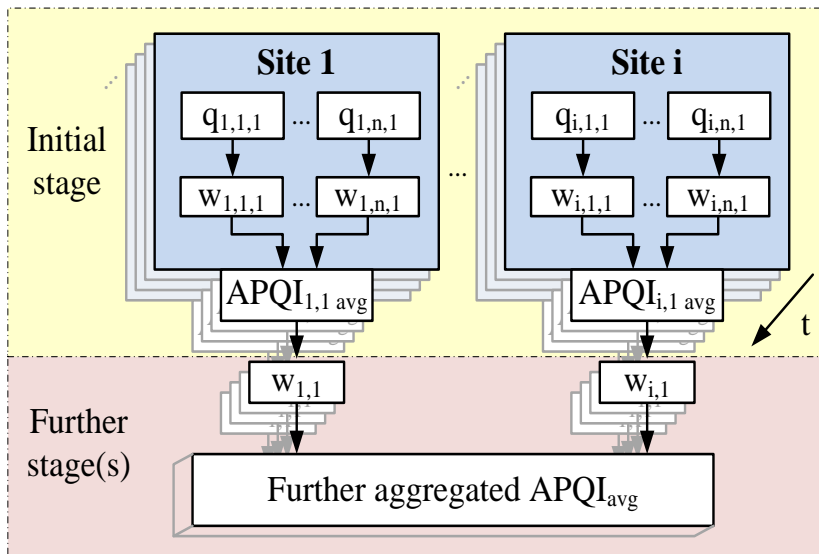 Site 1
Site i
q1,1,1 ... q1,n,1
qi,1,1 ... qi,n,1
Initial
stage
...
w1,1,1 ... w1,n,1
wi,1,1 ... wi,n,1
APQI1,1 avg
APQIi,1 avg
t
w1,1
wi,1
Further
stage(s)
Further aggregated APQIavg